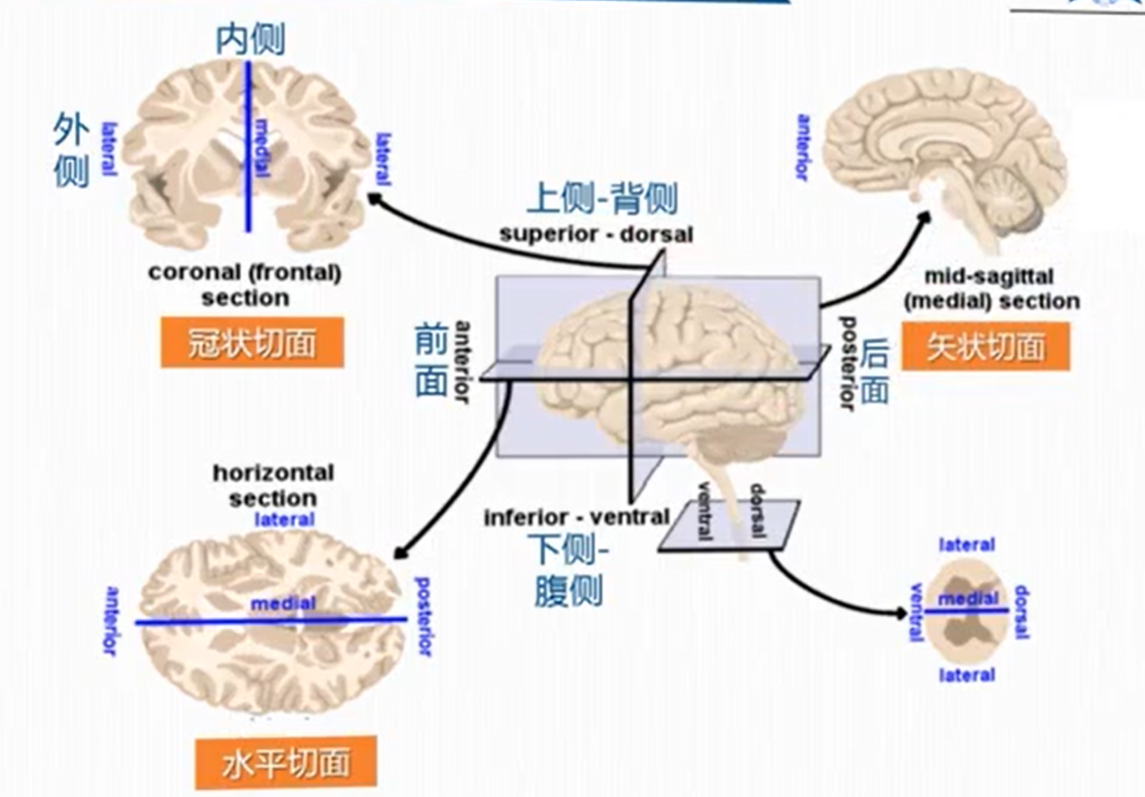 内侧
外
侧
lateral
medial
lateral
coronal (frontal)
section
冠状切面
上侧-背侧
superior - dorsal
anterior
mid-sagittal
(medial) section
矢状切面
前
面
anterior
posterior
后
面
inferior - ventral
下侧-
腹侧
ventral
dorsal
horizontal
section
lateral
anterior
medial
posterior
水平切面
lateral
ventral
medial
dorsal
lateral